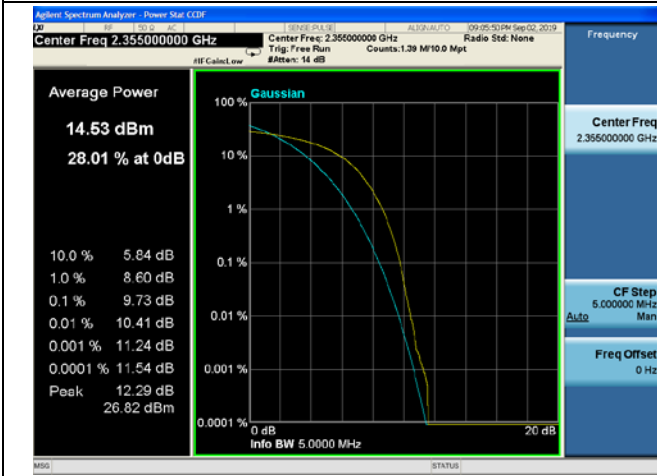 Agilent Spectrum Analyzer - Power Stat CCDF
RF 50 Ω AC SENSE:PULSE ALIGNAUTO 09:05:50 PM Sep 02, 2019
Center Freq 2.355000000 GHz
Center Freq: 2.355000000 GHz Radio Std: None
Trig: Free Run Counts:1.39 M/10.0 Mpt
#IFGain:Low #Atten: 14 dB
Frequency
Average Power
14.53 dBm
28.01 % at 0dB
10.0 % 5.84 dB
1.0 % 8.60 dB
0.1 % 9.73 dB
0.01 % 10.41 dB
0.001 % 11.24 dB
0.0001 % 11.54 dB
Peak 12.29 dB
26.82 dBm
Gaussian
100 %
10 %
1 %
0.1 %
0.01 %
0.001 %
0.0001 %
0 dB 20 dB
Info BW 5.0000 MHz
Center Freq
2.355000000 GHz
CF Step
5.000000 MHz
Auto Man
Freq Offset
0 Hz
MSG STATUS